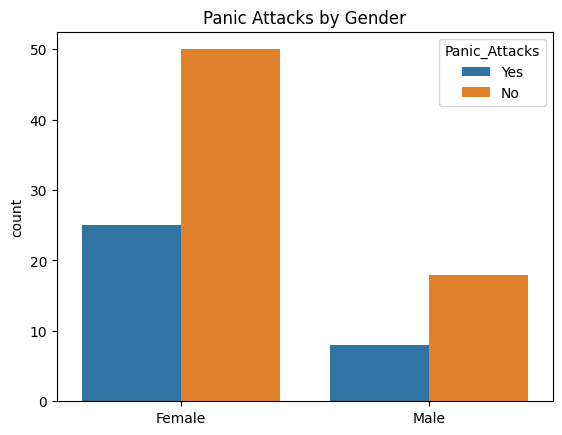 Panic Attacks by Gender
Panic_Attacks
Yes
No
50
40
30
20
10
0
count
Female
Male